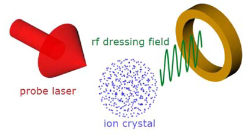 rf dressing field
probe laser
ion crystal